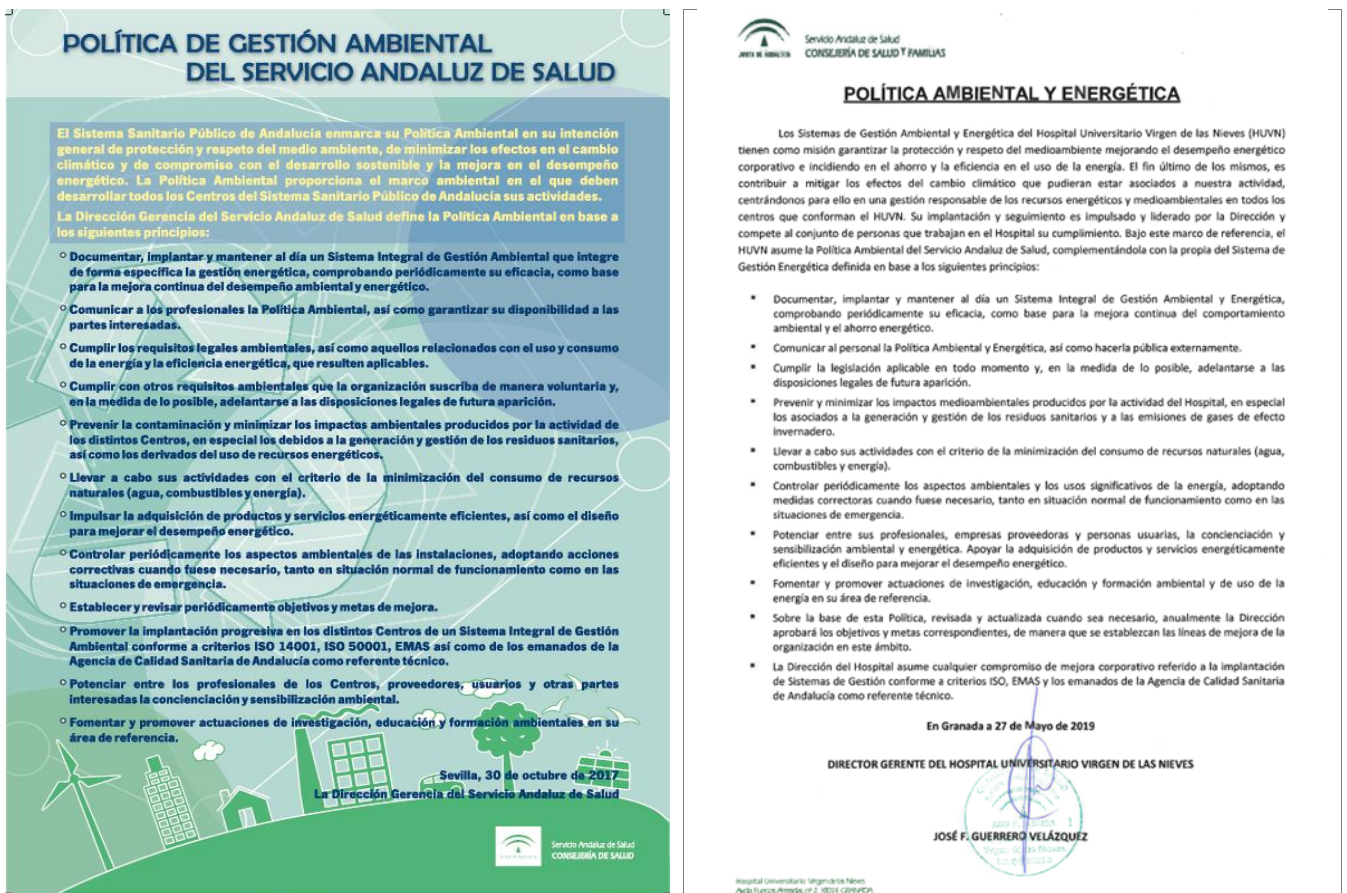 POLÍTICA DE GESTIÓN AMBIENTAL
DEL SERVICIO ANDALUZ DE SALUD
El Sistema Sanitario Público de Andalucía enmarca su Política Ambiental en su intención
general de protección y respeto del medio ambiente, de minimizar los efectos en el cambio
climático y de compromiso con el desarrollo sostenible y la mejora en el desempeño
energético. La Política Ambiental proporciona el marco ambiental en el que deben
desarrollar todos los Centros del Sistema Sanitario Público de Andalucía sus actividades.
La Dirección Gerencia del Servicio Andaluz de Salud define la Política Ambiental en base a
los siguientes principios:
° Documentar, implantar y mantener al día un Sistema Integral de Gestión Ambiental que integre
de forma específica la gestión energética, comprobando periódicamente su eficacia, como base
para la mejora continua del desempeño ambiental y energético.
° Comunicar a los profesionales la Política Ambiental, así como garantizar su disponibilidad a las
partes interesadas.
° Cumplir los requisitos legales ambientales, así como aquellos relacionados con el uso y consumo
de la energía y la eficiencia energética, que resulten aplicables.
° Cumplir con otros requisitos ambientales que la organización suscriba de manera voluntaria y,
en la medida de lo posible, adelantarse a las disposiciones legales de futura aparición.
° Prevenir la contaminación y minimizar los impactos ambientales producidos por la actividad de
los distintos Centros, en especial los debidos a la generación y gestión de los residuos sanitarios,
así como los derivados del uso de recursos energéticos.
° Llevar a cabo sus actividades con el criterio de la minimización del consumo de recursos
naturales (agua, combustibles y energía).
° Impulsar la adquisición de productos y servicios energéticamente eficientes, así como el diseño
para mejorar el desempeño energético.
° Controlar periódicamente los aspectos ambientales de las instalaciones, adoptando acciones
correctivas cuando fuese necesario, tanto en situación normal de funcionamiento como en las
situaciones de emergencia.
° Establecer y revisar periódicamente objetivos y metas de mejora.
° Promover la implantación progresiva en los distintos Centros de un Sistema Integral de Gestión
Ambiental conforme a criterios ISO 14001, ISO 50001, EMAS así como de los emanados de la
Agencia de Calidad Sanitaria de Andalucía como referente técnico.
° Potenciar entre los profesionales de los Centros, proveedores, usuarios y otras partes
interesadas la concienciación y sensibilización ambiental.
° Fomentar y promover actuaciones de investigación, educación y formación ambientales en su
área de referencia.
Sevilla, 30 de octubre de 2017
La Dirección Gerencia del Servicio Andaluz de Salud
JUNTA DE ANDALUCIA
Servicio Andaluz de Salud
CONSEJERÍA DE SALUD
JUNTA DE ANDALUCIA
Servicio Andaluz de Salud
CONSEJERÍA DE SALUD Y FAMILIAS
POLÍTICA AMBIENTAL Y ENERGÉTICA
Los Sistemas de Gestión Ambiental y Energética del Hospital Universitario Virgen de las Nieves (HUVN)
tienen como misión garantizar la protección y respeto del medioambiente mejorando el desempeño energético
corporativo e incidiendo en el ahorro y la eficiencia en el uso de la energía. El fin último de los mismos, es
contribuir a mitigar los efectos del cambio climático que pudieran estar asociados a nuestra actividad,
centrándonos para ello en una gestión responsable de los recursos energéticos y medioambientales en todos los
centros que conforman el HUVN. Su implantación y seguimiento es impulsado y liderado por la Dirección y
compete al conjunto de personas que trabajan en el Hospital su cumplimiento. Bajo este marco de referencia, el
HUVN asume la Política Ambiental del Servicio Andaluz de Salud, complementándola con la propia del Sistema de
Gestión Energética definida en base a los siguientes principios:
▪ Documentar, implantar y mantener al día un Sistema Integral de Gestión Ambiental y Energética,
comprobando periódicamente su eficacia, como base para la mejora continua del comportamiento
ambiental y el ahorro energético.
▪ Comunicar al personal la Política Ambiental y Energética, así como hacerla pública externamente.
▪ Cumplir la legislación aplicable en todo momento y, en la medida de lo posible, adelantarse a las
disposiciones legales de futura aparición.
▪ Prevenir y minimizar los impactos medioambientales producidos por la actividad del Hospital, en especial
los asociados a la generación y gestión de los residuos sanitarios y a las emisiones de gases de efecto
invernadero.
▪ Llevar a cabo sus actividades con el criterio de la minimización del consumo de recursos naturales (agua,
combustibles y energía).
▪ Controlar periódicamente los aspectos ambientales y los usos significativos de la energía, adoptando
medidas correctoras cuando fuese necesario, tanto en situación normal de funcionamiento como en las
situaciones de emergencia.
▪ Potenciar entre sus profesionales, empresas proveedoras y personas usuarias, la concienciación y
sensibilización ambiental y energética. Apoyar la adquisición de productos y servicios energéticamente
eficientes y el diseño para mejorar el desempeño energético.
▪ Fomentar y promover actuaciones de investigación, educación y formación ambiental y de uso de la
energía en su área de referencia.
▪ Sobre la base de esta Política, revisada y actualizada cuando sea necesario, anualmente la Dirección
aprobará los objetivos y metas correspondientes, de manera que se establezcan las líneas de mejora de la
organización en este ámbito.
▪ La Dirección del Hospital asume cualquier compromiso de mejora corporativo referido a la implantación
de Sistemas de Gestión conforme a criterios ISO, EMAS y los emanados de la Agencia de Calidad Sanitaria
de Andalucía como referente técnico.
En Granada a 27 de Mayo de 2019
DIRECTOR GERENTE DEL HOSPITAL UNIVERSITARIO VIRGEN DE LAS NIEVES
JOSÉ F. GUERRERO VELÁZQUEZ
Hospital Universitario Virgen de las Nieves
Avda. Fuerzas Armadas, nº 2, 18014 GRANADA